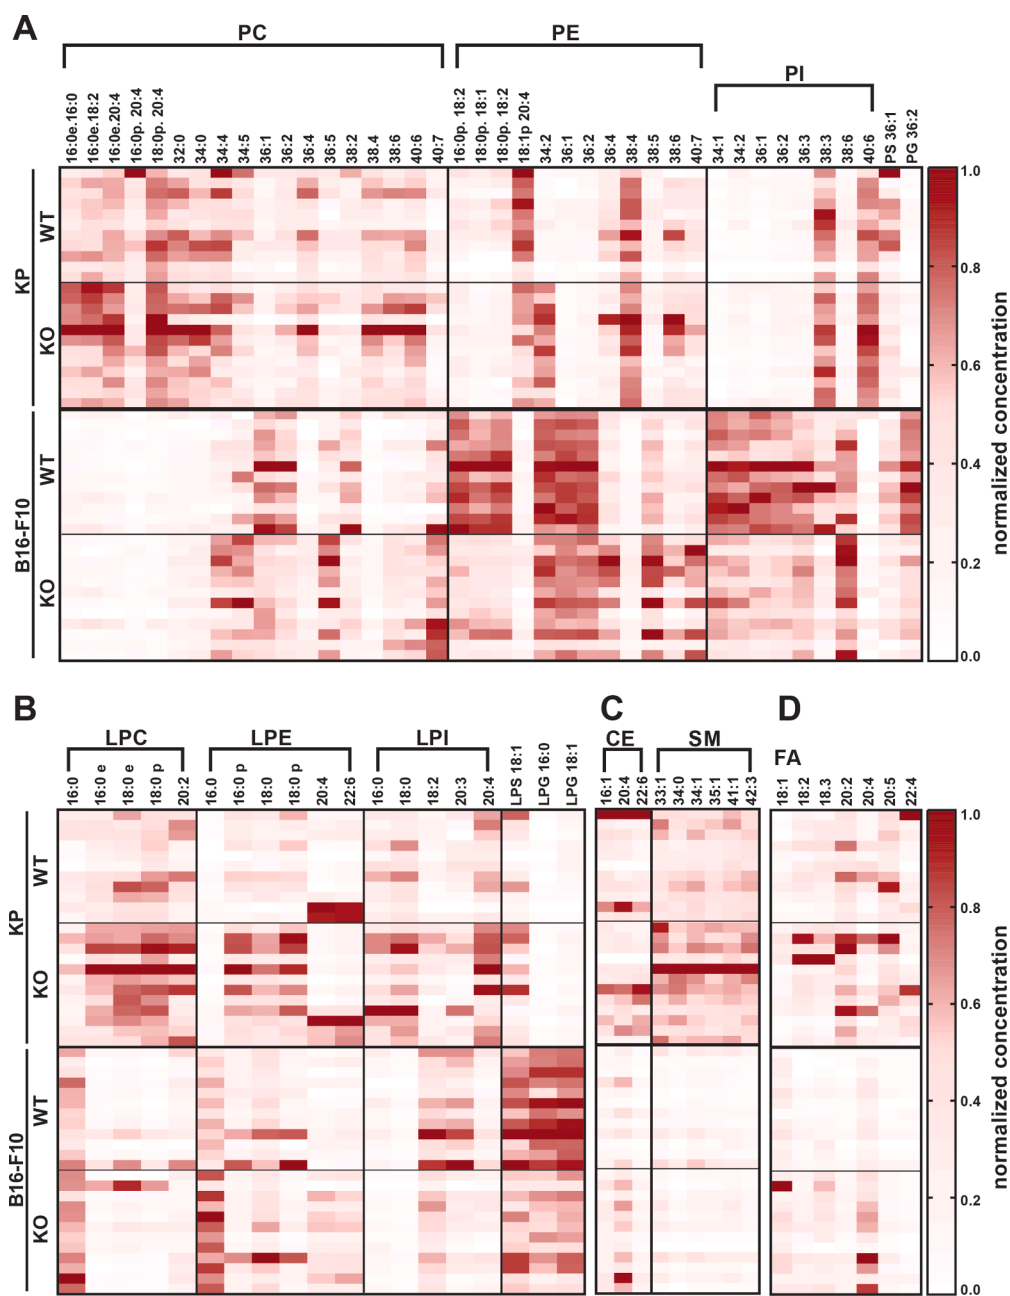 A
PC
PE
PI
16:0e.16:0
16:0e.18:2
16:0e.20:4
16:0p. 20:4
18:0p. 20:4
32:0
34:0
34:4
34:5
36:1
36:2
36:4
36:5
38:2
38.4
38:6
40:6
40:7
16:0p. 18:2
18:0p. 18:1
18:0p. 18:2
18:1p 20:4
34:2
36:1
36:2
36:4
38:4
38:5
38:6
40:7
34:1
34:2
36:1
36:2
36:3
38:3
38:6
40:6
PS 36:1
PG 36:2
KP
WT
KO
B16-F10
WT
KO
1.0
0.8
0.6
0.4
0.2
0.0
normalized concentration
B
LPC
LPE
LPI
16:0
16:0 e
18:0 e
18:0 p
20:2
16.0
16:0 p
18:0
18:0 p
20:4
22:6
16:0
18:0
18:2
20:3
20:4
LPS 18:1
LPG 16:0
LPG 18:1
C
CE
SM
16:1
20:4
22:6
33:1
34:0
34:1
35:1
41:1
42:3
D
FA
18:1
18:2
18.3
20:2
20:4
20:5
22:4
KP
WT
KO
B16-F10
WT
KO
1.0
0.8
0.6
0.4
0.2
0.0
normalized concentration